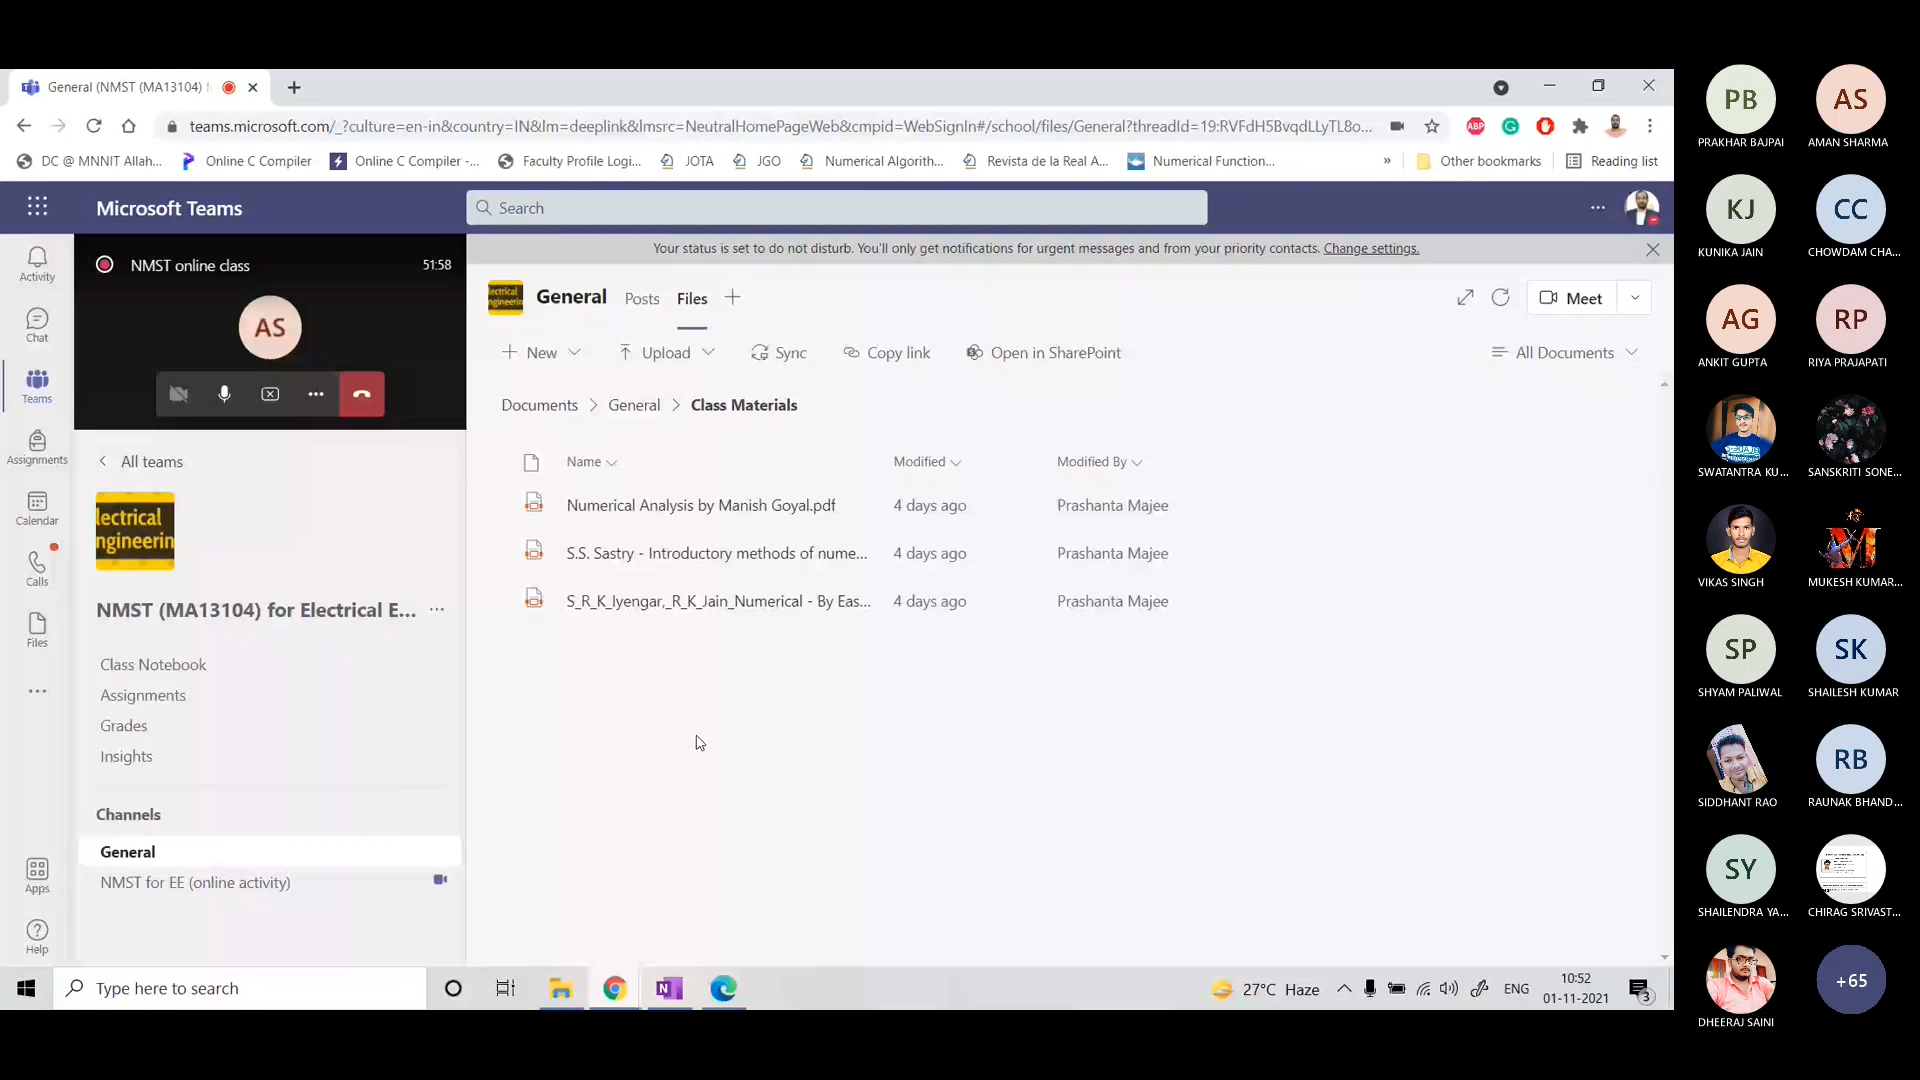 General (NMST (MA13104)
teams.microsoft.com/_?culture=en-in&country=IN&lm=deeplink&lmsrc=NeutralHomePageWeb&cmpid=WebSignIn#/school/files/General?threadId=19:RVFdH5BvqdLLyTL8o...
ABP
DC @ MNNIT Allah... Online C Compiler Online C Compiler -... Faculty Profile Logi... JOTA JGO Numerical Algorith... Revista de la Real A... Numerical Function... » Other bookmarks Reading list
Microsoft Teams
Search
Your status is set to do not disturb. You'll only get notifications for urgent messages and from your priority contacts. Change settings.
Activity
Chat
Teams
Assignments
Calendar
Calls
Files
Apps
Help
NMST online class 51:58
AS
All teams
lectrical
ngineerin
NMST (MA13104) for Electrical E...
Class Notebook
Assignments
Grades
Insights
Channels
General
NMST for EE (online activity)
ectrical
ngineerin
General Posts Files
Meet
New Upload Sync Copy link Open in SharePoint All Documents
Documents > General > Class Materials
Name Modified Modified By
Numerical Analysis by Manish Goyal.pdf 4 days ago Prashanta Majee
S.S. Sastry - Introductory methods of nume... 4 days ago Prashanta Majee
S_R_K_Iyengar,_R_K_Jain_Numerical - By Eas... 4 days ago Prashanta Majee
Type here to search
27°C Haze
ENG
10:52
01-11-2021
3
PB AS
PRAKHAR BAJPAI AMAN SHARMA
KJ CC
KUNIKA JAIN CHOWDAM CHA...
AG RP
ANKIT GUPTA RIYA PRAJAPATI
SWATANTRA KU... SANSKRITI SONE...
M
VIKAS SINGH MUKESH KUMAR...
SP SK
SHYAM PALIWAL SHAILESH KUMAR
RB
SIDDHANT RAO RAUNAK BHAND...
SY
SHAILENDRA YA... CHIRAG SRIVAST...
+65
DHEERAJ SAINI